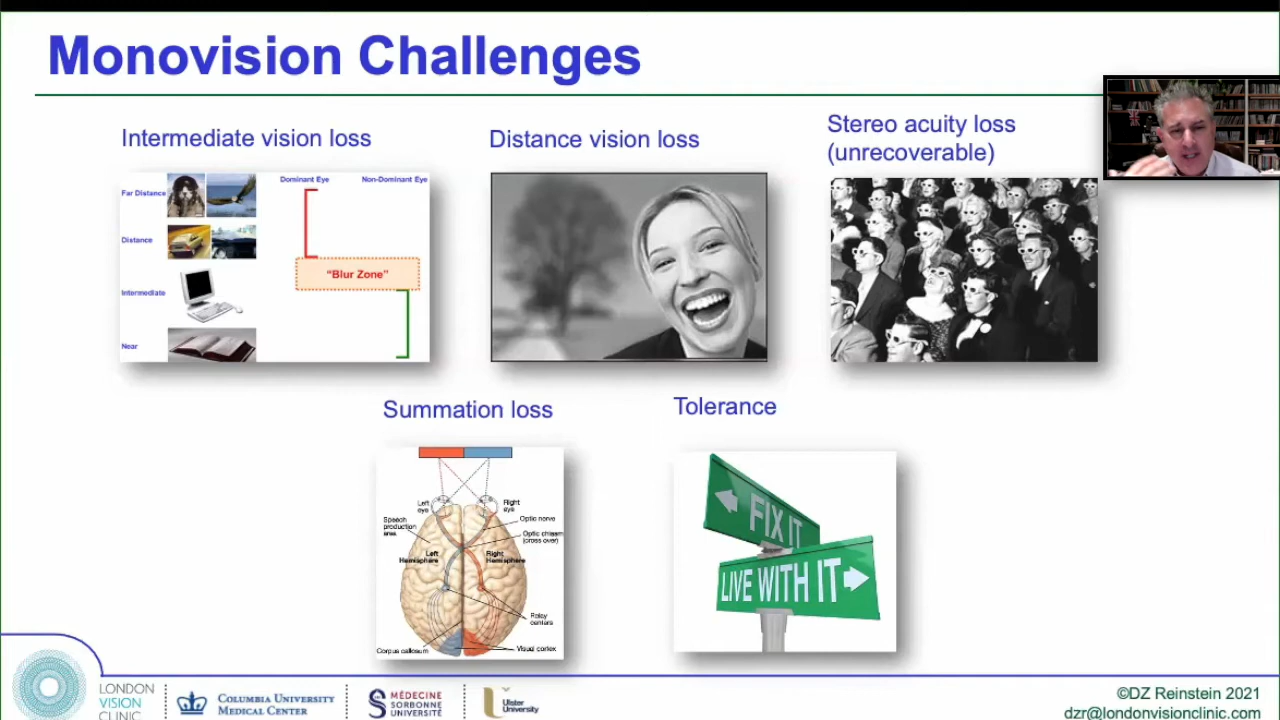 Monovision Challenges
Intermediate vision loss
Distance vision loss
Stereo acuity loss
(unrecoverable)
Dominant Eye
Non-Dominant Eye
Far Distance
Distance
"Blur Zone"
Intermediate
Near
Summation loss
Tolerance
Left
eye
Right
eye
Speech
production
area
Optic nerve
Optic chiasm
(cross over)
Left
Hemisphere
Right
Hemisphere
Relay
centers
Corpus callosum
Visual cortex
FIX IT
LIVE WITH IT
LONDON
VISION
CLINIC
COLUMBIA UNIVERSITY
MEDICAL CENTER
MÉDECINE
SORBONNE
UNIVERSITÉ
Ulster
University
©DZ Reinstein 2021
dzr@londonvisionclinic.com